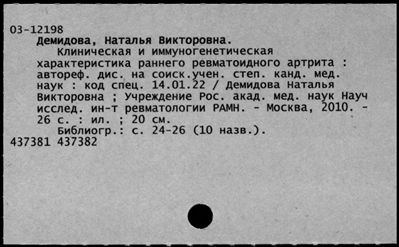 03-12198
Демидова, Наталья Викторовна.
Клиническая и иммуногенетическая
характеристика раннего ревматоидного артрита :
автореф. дис. на соиск.учен. степ. канд. мед.
наук : код спец. 14.01.22 / Демидова Наталья
Викторовна ; Учреждение Рос. акад. мед. наук Науч
исслед. ин-т ревматологии РАМН. - Москва, 2010. -
26 с. : ил. ; 20 см.
Библиогр.: с. 24-26 (10 назв.).
437381 437382